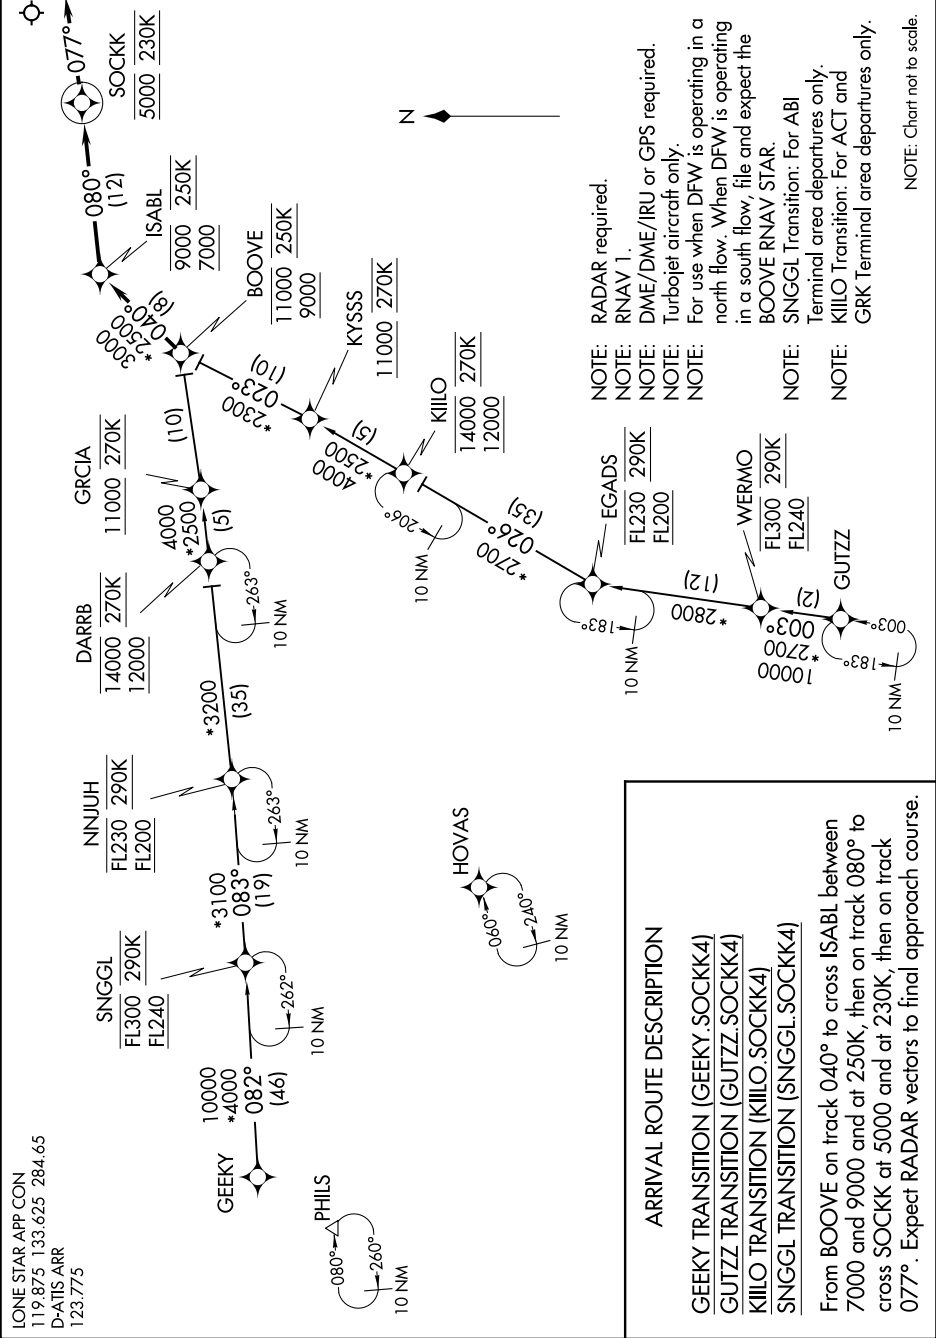 LONE STAR APP CON
119.875 133.625 284.65
D-ATIS ARR
123.775
PHILS
080°
260°
10 NM
GEEKY
10000
*4000
082°
(46)
SNGGL
FL300 290K
FL240
262°
10 NM
*3100
083°
(19)
NNJUH
FL230 290K
FL200
263°
10 NM
*3200
(35)
DARRB
14000 270K
12000
263°
10 NM
4000
*2500
(5)
GRCIA
11000 270K
(10)
BOOVE
11000 250K
9000
3000
*2500
040°
(8)
ISABL
9000 250K
7000
080°
(12)
SOCKK
5000 230K
077°
KYSSS
11000 270K
*2300
023°
(10)
KIILO
14000 270K
12000
4000
*2500
(5)
206°
10 NM
*2700
026°
(35)
EGADS
FL230 290K
FL200
183°
10 NM
*2800
(12)
WERMO
FL300 290K
FL240
10000
*2700
003°
(2)
GUTZZ
003°
183°
10 NM
HOVAS
060°
240°
10 NM
N
NOTE: RADAR required.
NOTE: RNAV 1.
NOTE: DME/DME/IRU or GPS required.
NOTE: Turbojet aircraft only.
NOTE: For use when DFW is operating in a
north flow. When DFW is operating
in a south flow, file and expect the
BOOVE RNAV STAR.
NOTE: SNGGL Transition: For ABI
Terminal area departures only.
NOTE: KIILO Transition: For ACT and
GRK Terminal area departures only.
NOTE: Chart not to scale.
ARRIVAL ROUTE DESCRIPTION
GEEKY TRANSITION (GEEKY.SOCKK4)
GUTZZ TRANSITION (GUTZZ.SOCKK4)
KIILO TRANSITION (KIILO.SOCKK4)
SNGGL TRANSITION (SNGGL.SOCKK4)
From BOOVE on track 040° to cross ISABL between
7000 and 9000 and at 250K, then on track 080° to
cross SOCKK at 5000 and at 230K, then on track
077°. Expect RADAR vectors to final approach course.